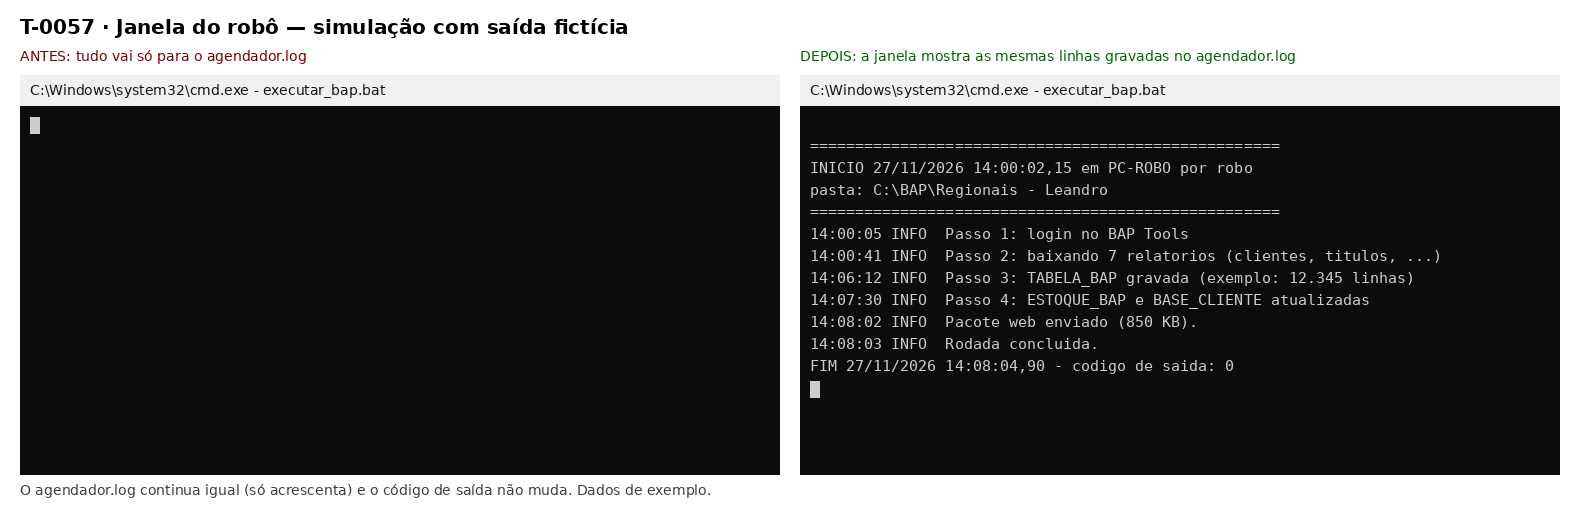 T-0057 · Janela do robô — simulação com saída fictícia
ANTES: tudo vai só para o agendador.log
C:\Windows\system32\cmd.exe - executar_bap.bat
DEPOIS: a janela mostra as mesmas linhas gravadas no agendador.log
C:\Windows\system32\cmd.exe - executar_bap.bat
====================================================
INICIO 27/11/2026 14:00:02,15 em PC-ROBO por robo
pasta: C:\BAP\Regionais - Leandro
====================================================
14:00:05 INFO  Passo 1: login no BAP Tools
14:00:41 INFO  Passo 2: baixando 7 relatorios (clientes, titulos, ...)
14:06:12 INFO  Passo 3: TABELA_BAP gravada (exemplo: 12.345 linhas)
14:07:30 INFO  Passo 4: ESTOQUE_BAP e BASE_CLIENTE atualizadas
14:08:02 INFO  Pacote web enviado (850 KB).
14:08:03 INFO  Rodada concluida.
FIM 27/11/2026 14:08:04,90 - codigo de saida: 0
O agendador.log continua igual (só acrescenta) e o código de saída não muda. Dados de exemplo.